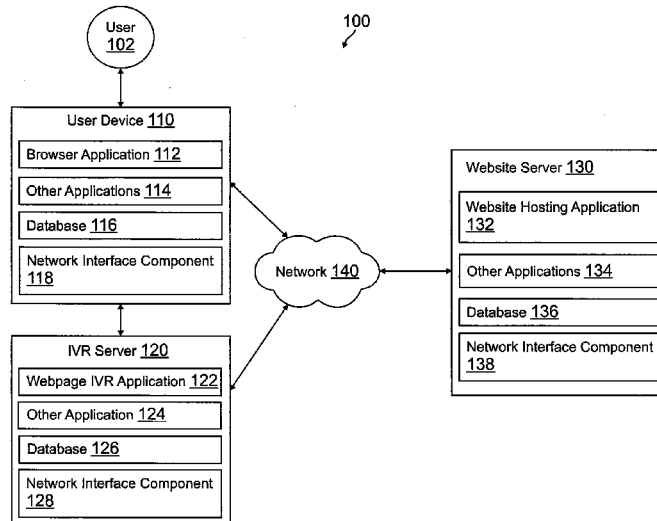 User
102
100
User Device 110
Browser Application 112
Other Applications 114
Database 116
Network Interface Component
118
IVR Server 120
Webpage IVR Application 122
Other Application 124
Database 126
Network Interface Component
128
Network 140
Website Server 130
Website Hosting Application
132
Other Applications 134
Database 136
Network Interface Component
138